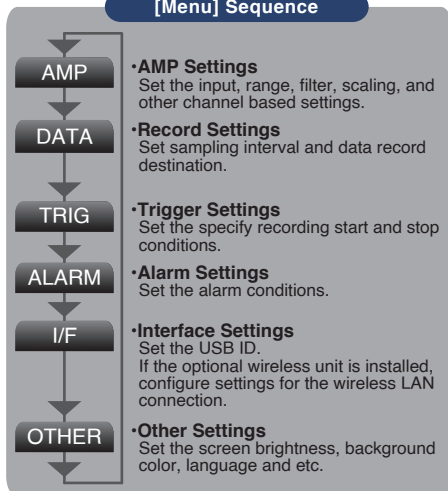 [Menu] Sequence
AMP
•AMP Settings
Set the input, range, filter, scaling, and
other channel based settings.
DATA
•Record Settings
Set sampling interval and data record
destination.
TRIG
•Trigger Settings
Set the specify recording start and stop
conditions.
ALARM
•Alarm Settings
Set the alarm conditions.
I/F
•Interface Settings
Set the USB ID.
If the optional wireless unit is installed,
configure settings for the wireless LAN
connection.
OTHER
•Other Settings
Set the screen brightness, background
color, language and etc.